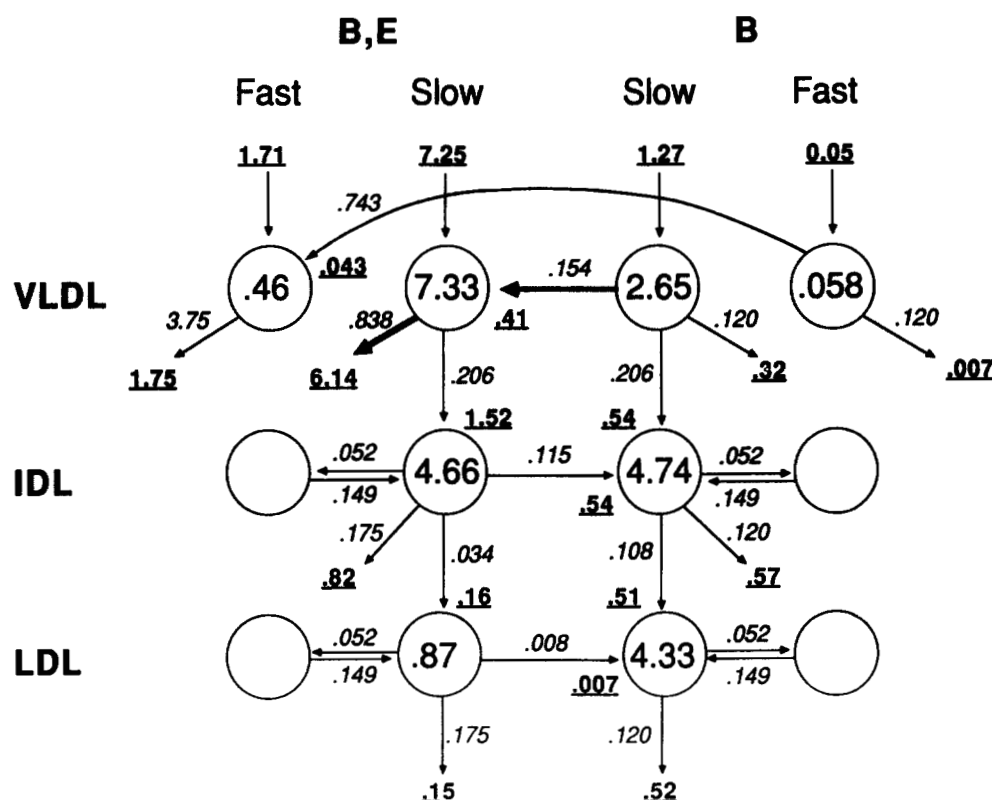 B,E B
Fast Slow Slow Fast
1.71 7.25 1.27 0.05
.743
VLDL .46 .043 7.33 .154 2.65 .058
3.75 .838 .41 .120 .120
1.75 6.14 .206 .206 .32 .007
1.52 .54
IDL .052 4.66 .115 4.74 .052
.149 .54 .149
.175 .034 .108 .120
.82 .57
.16 .51
LDL .052 .87 .008 4.33 .052
.149 .007 .149
.175 .120
.15 .52